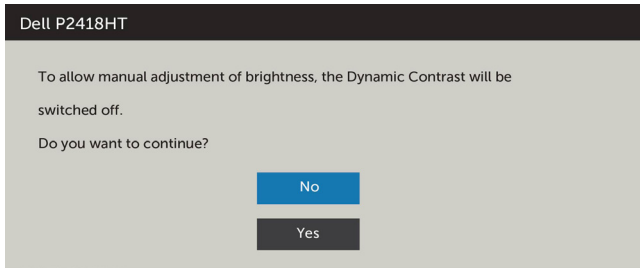 Dell P2418HT
To allow manual adjustment of brightness, the Dynamic Contrast will be
switched off.
Do you want to continue?
No
Yes